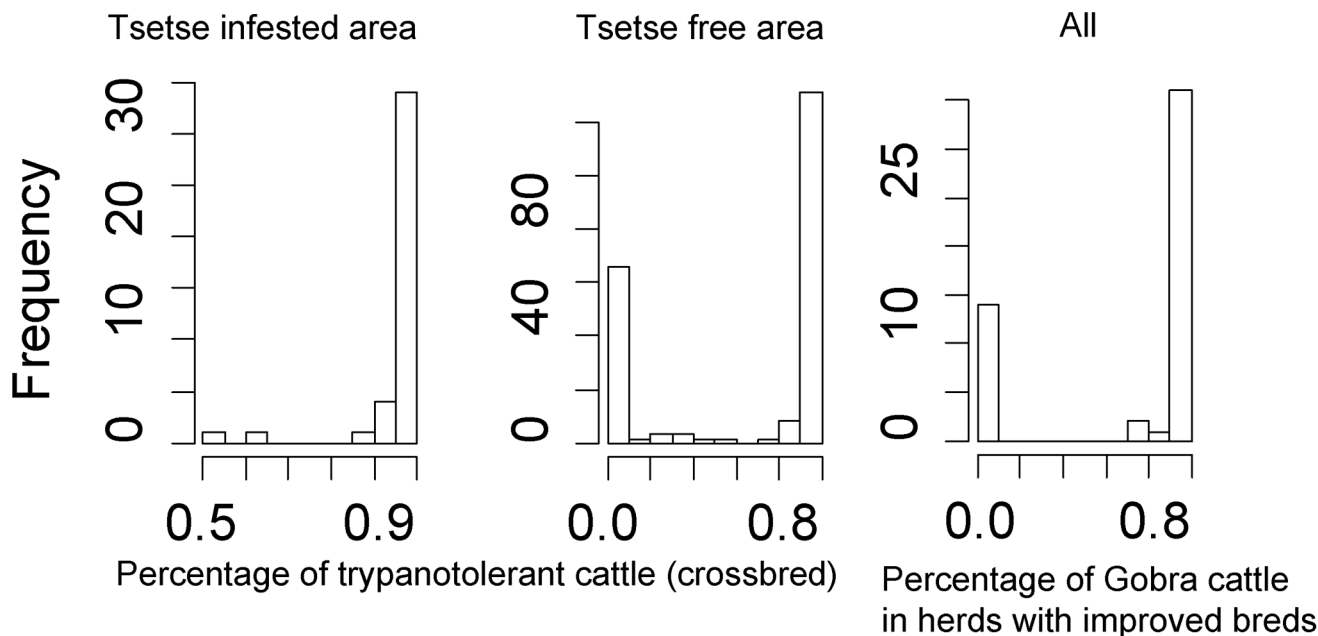 Tsetse infested area
Tsetse free area
All
Frequency
30
20
10
0
0.5
0.9
80
40
0
0.0
0.8
25
10
0
0.0
0.8
Percentage of trypanotolerant cattle (crossbred)
Percentage of Gobra cattle
in herds with improved breds